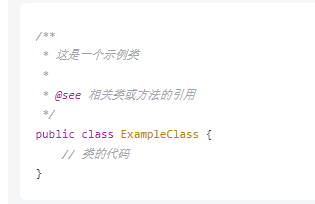 /**
 * 这是一个示例类
 *
 * @see 相关类或方法的引用
 */
public class ExampleClass {
    // 类的代码
}